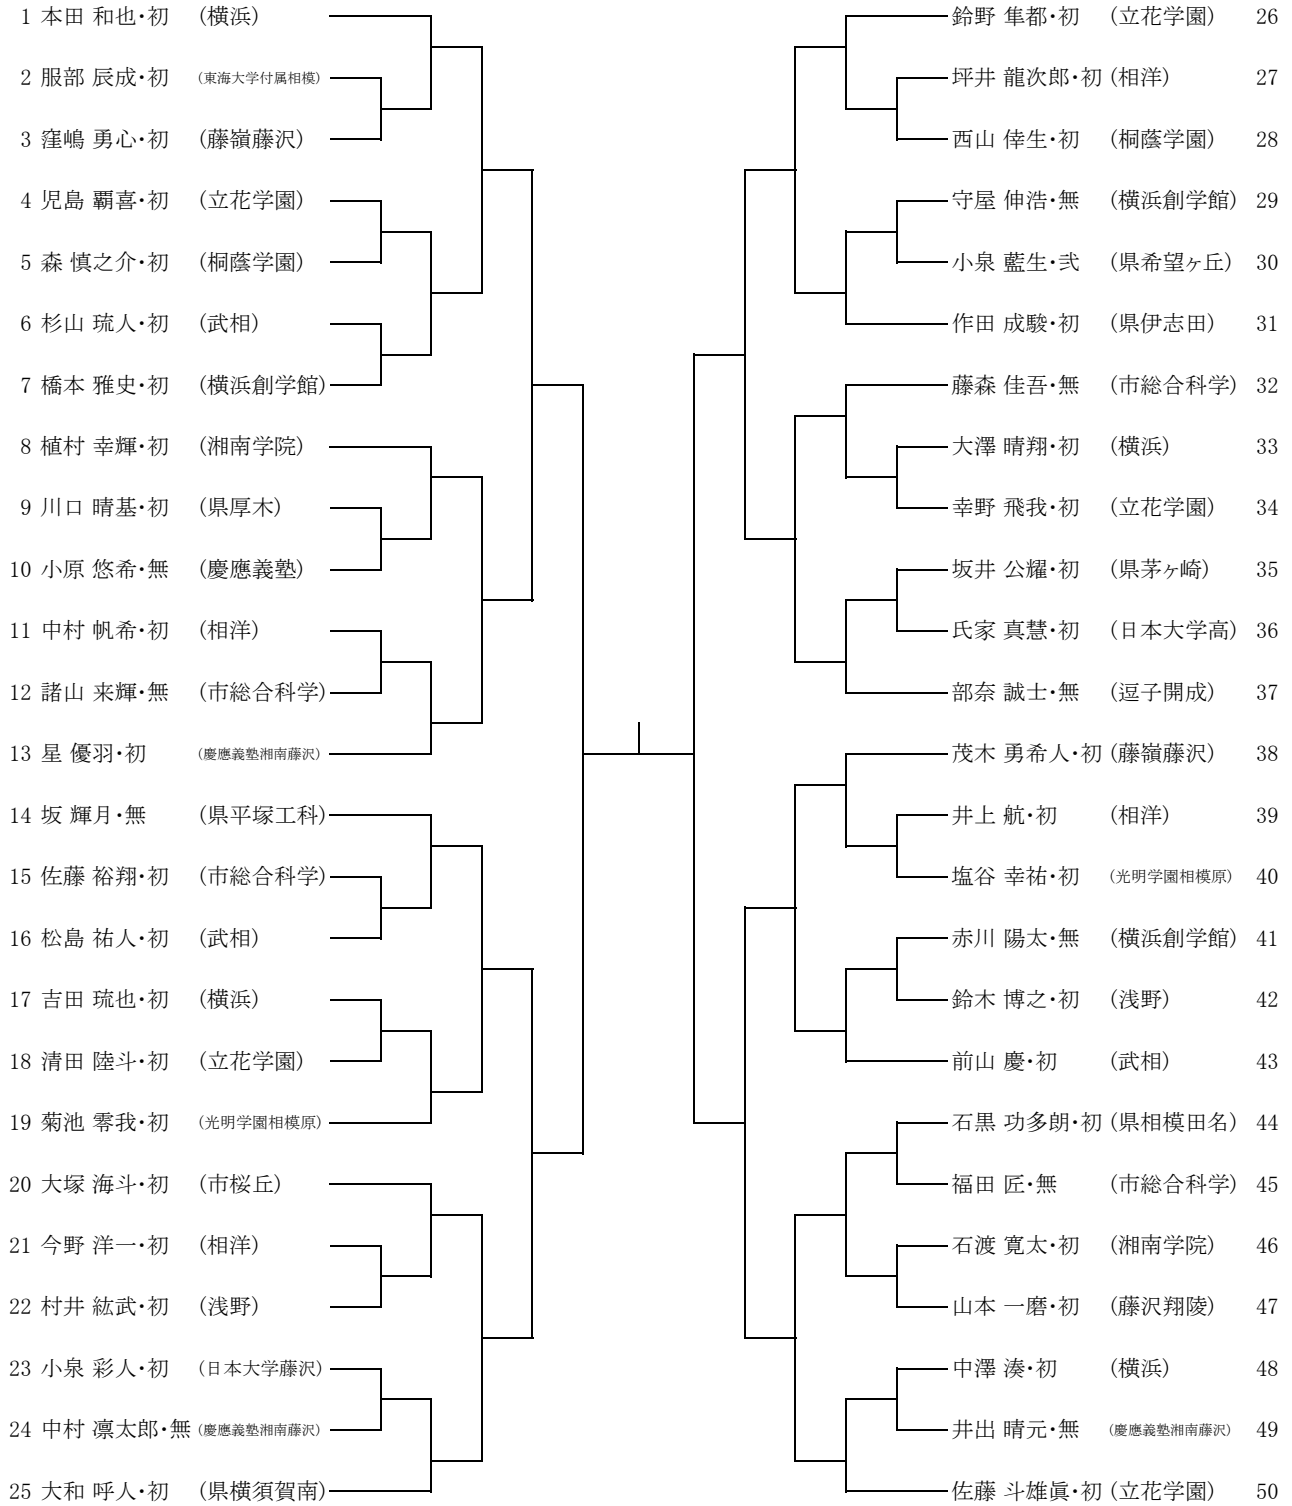 1 本田 和也・初 (横浜)
2 服部 辰成・初 (東海大学付属相模)
3 窪嶋 勇心・初 (藤嶺藤沢)
4 児島 覇喜・初 (立花学園)
5 森 慎之介・初 (桐蔭学園)
6 杉山 琉人・初 (武相)
7 橋本 雅史・初 (横浜創学館)
8 植村 幸輝・初 (湘南学院)
9 川口 晴基・初 (県厚木)
10 小原 悠希・無 (慶應義塾)
11 中村 帆希・初 (相洋)
12 諸山 来輝・無 (市総合科学)
13 星 優羽・初 (慶應義塾湘南藤沢)
14 坂 輝月・無 (県平塚工科)
15 佐藤 裕翔・初 (市総合科学)
16 松島 祐人・初 (武相)
17 吉田 琉也・初 (横浜)
18 清田 陸斗・初 (立花学園)
19 菊池 零我・初 (光明学園相模原)
20 大塚 海斗・初 (市桜丘)
21 今野 洋一・初 (相洋)
22 村井 紘武・初 (浅野)
23 小泉 彩人・初 (日本大学藤沢)
24 中村 凛太郎・無 (慶應義塾湘南藤沢)
25 大和 呼人・初 (県横須賀南)
鈴野 隼都・初 (立花学園) 26
坪井 龍次郎・初 (相洋) 27
西山 倖生・初 (桐蔭学園) 28
守屋 伸浩・無 (横浜創学館) 29
小泉 藍生・弐 (県希望ヶ丘) 30
作田 成駿・初 (県伊志田) 31
藤森 佳吾・無 (市総合科学) 32
大澤 晴翔・初 (横浜) 33
幸野 飛我・初 (立花学園) 34
坂井 公耀・初 (県茅ヶ崎) 35
氏家 真慧・初 (日本大学高) 36
部奈 誠士・無 (逗子開成) 37
茂木 勇希人・初 (藤嶺藤沢) 38
井上 航・初 (相洋) 39
塩谷 幸祐・初 (光明学園相模原) 40
赤川 陽太・無 (横浜創学館) 41
鈴木 博之・初 (浅野) 42
前山 慶・初 (武相) 43
石黒 功多朗・初 (県相模田名) 44
福田 匠・無 (市総合科学) 45
石渡 寛太・初 (湘南学院) 46
山本 一磨・初 (藤沢翔陵) 47
中澤 湊・初 (横浜) 48
井出 晴元・無 (慶應義塾湘南藤沢) 49
佐藤 斗雄眞・初 (立花学園) 50